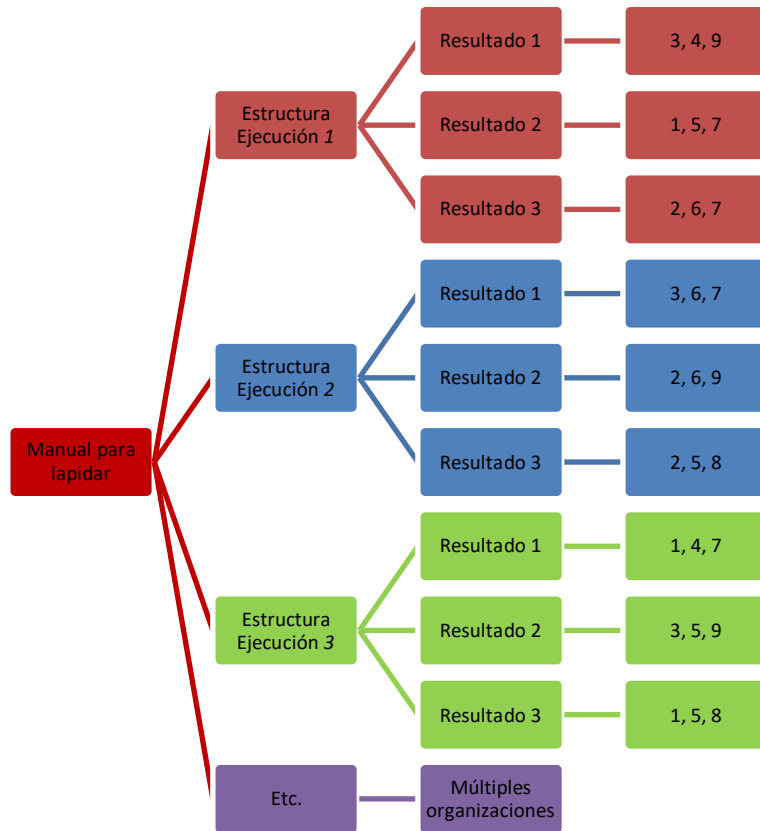 Resultado 1
3, 4, 9
Estructura
Ejecución 1
Resultado 2
1, 5, 7
Resultado 3
2, 6, 7
Resultado 1
3, 6, 7
Estructura
Ejecución 2
Resultado 2
2, 6, 9
Manual para
lapidar
Resultado 3
2, 5, 8
Resultado 1
1, 4, 7
Estructura
Ejecución 3
Resultado 2
3, 5, 9
Resultado 3
1, 5, 8
Etc.
Múltiples
organizaciones